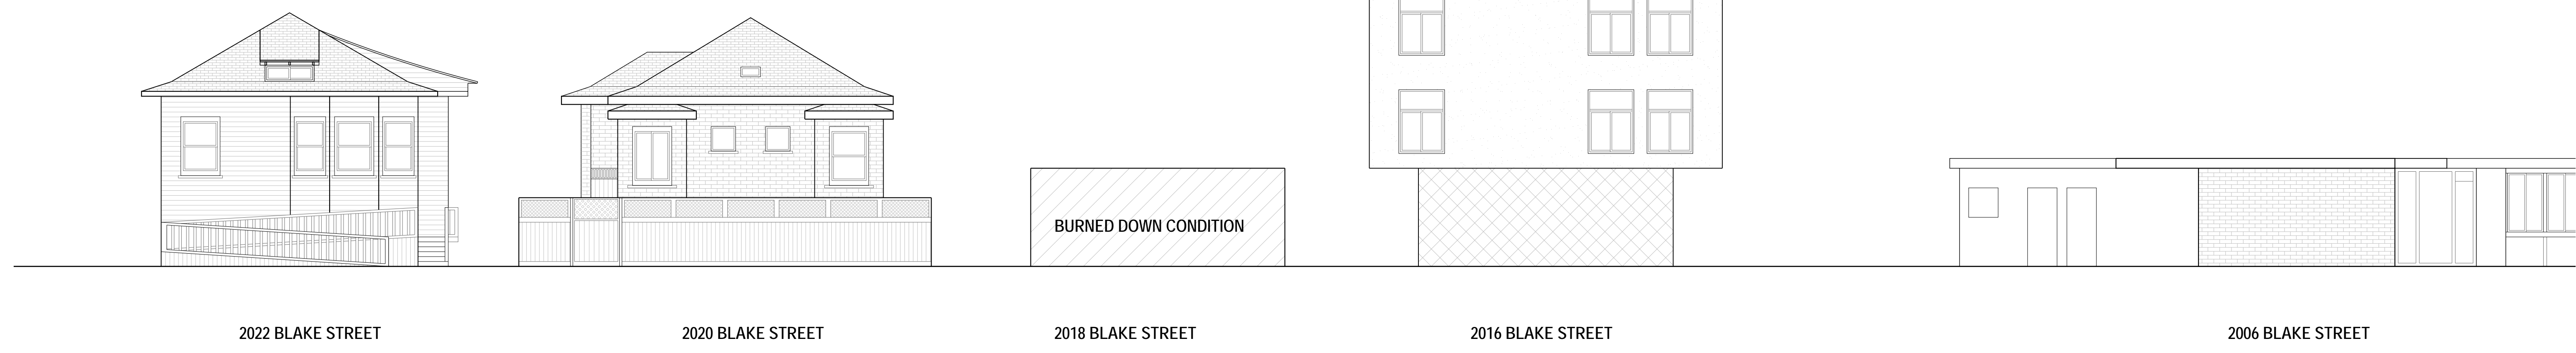 BURNED DOWN CONDITION
2022 BLAKE STREET
2020 BLAKE STREET
2018 BLAKE STREET
2016 BLAKE STREET
2006 BLAKE STREET